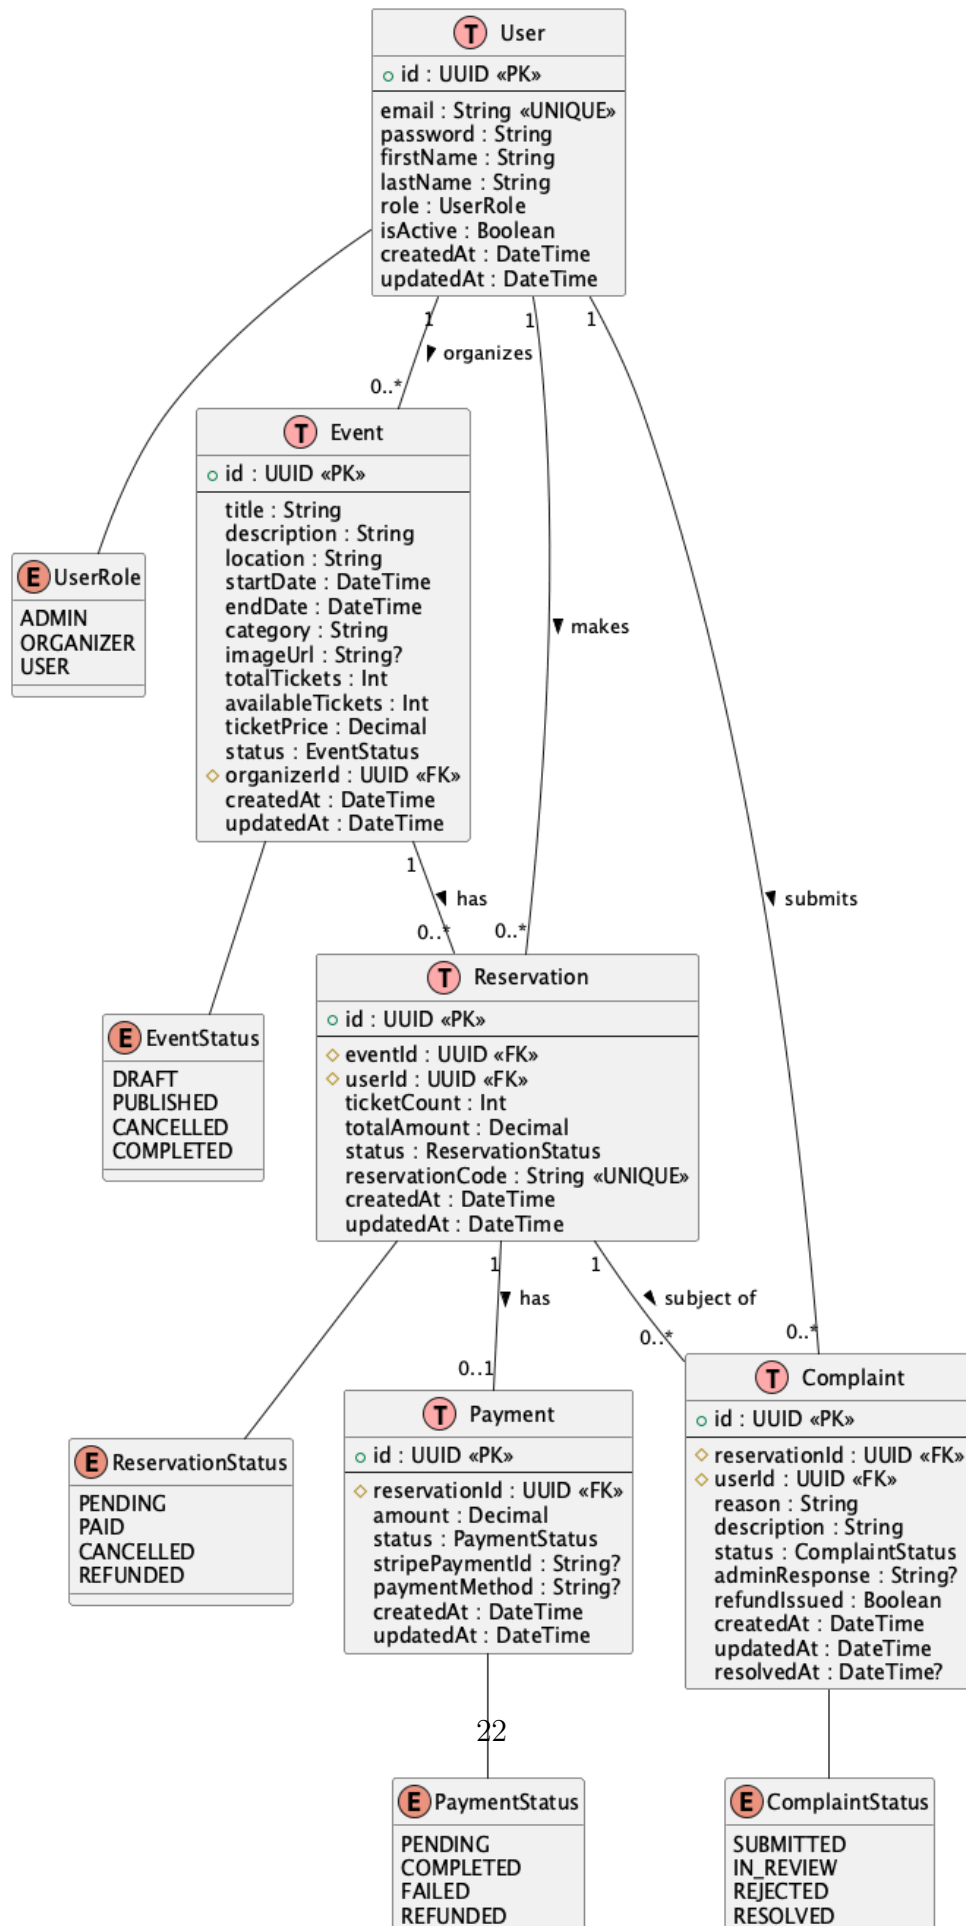 T User
id : UUID «PK»
email : String «UNIQUE»
password : String
firstName : String
lastName : String
role : UserRole
isActive : Boolean
createdAt : DateTime
updatedAt : DateTime
1
1
1
organizes
0..*
T Event
id : UUID «PK»
title : String
description : String
location : String
startDate : DateTime
endDate : DateTime
category : String
imageUrl : String?
totalTickets : Int
availableTickets : Int
ticketPrice : Decimal
status : EventStatus
organizerId : UUID «FK»
createdAt : DateTime
updatedAt : DateTime
E UserRole
ADMIN
ORGANIZER
USER
makes
1
has
submits
0..*
0..*
T Reservation
id : UUID «PK»
eventId : UUID «FK»
userId : UUID «FK»
ticketCount : Int
totalAmount : Decimal
status : ReservationStatus
reservationCode : String «UNIQUE»
createdAt : DateTime
updatedAt : DateTime
E EventStatus
DRAFT
PUBLISHED
CANCELLED
COMPLETED
1
1
has
subject of
0..1
0..*
0..*
E ReservationStatus
PENDING
PAID
CANCELLED
REFUNDED
T Payment
id : UUID «PK»
reservationId : UUID «FK»
amount : Decimal
status : PaymentStatus
stripePaymentId : String?
paymentMethod : String?
createdAt : DateTime
updatedAt : DateTime
T Complaint
id : UUID «PK»
reservationId : UUID «FK»
userId : UUID «FK»
reason : String
description : String
status : ComplaintStatus
adminResponse : String?
refundIssued : Boolean
createdAt : DateTime
updatedAt : DateTime
resolvedAt : DateTime?
22
E PaymentStatus
PENDING
COMPLETED
FAILED
REFUNDED
E ComplaintStatus
SUBMITTED
IN_REVIEW
REJECTED
RESOLVED